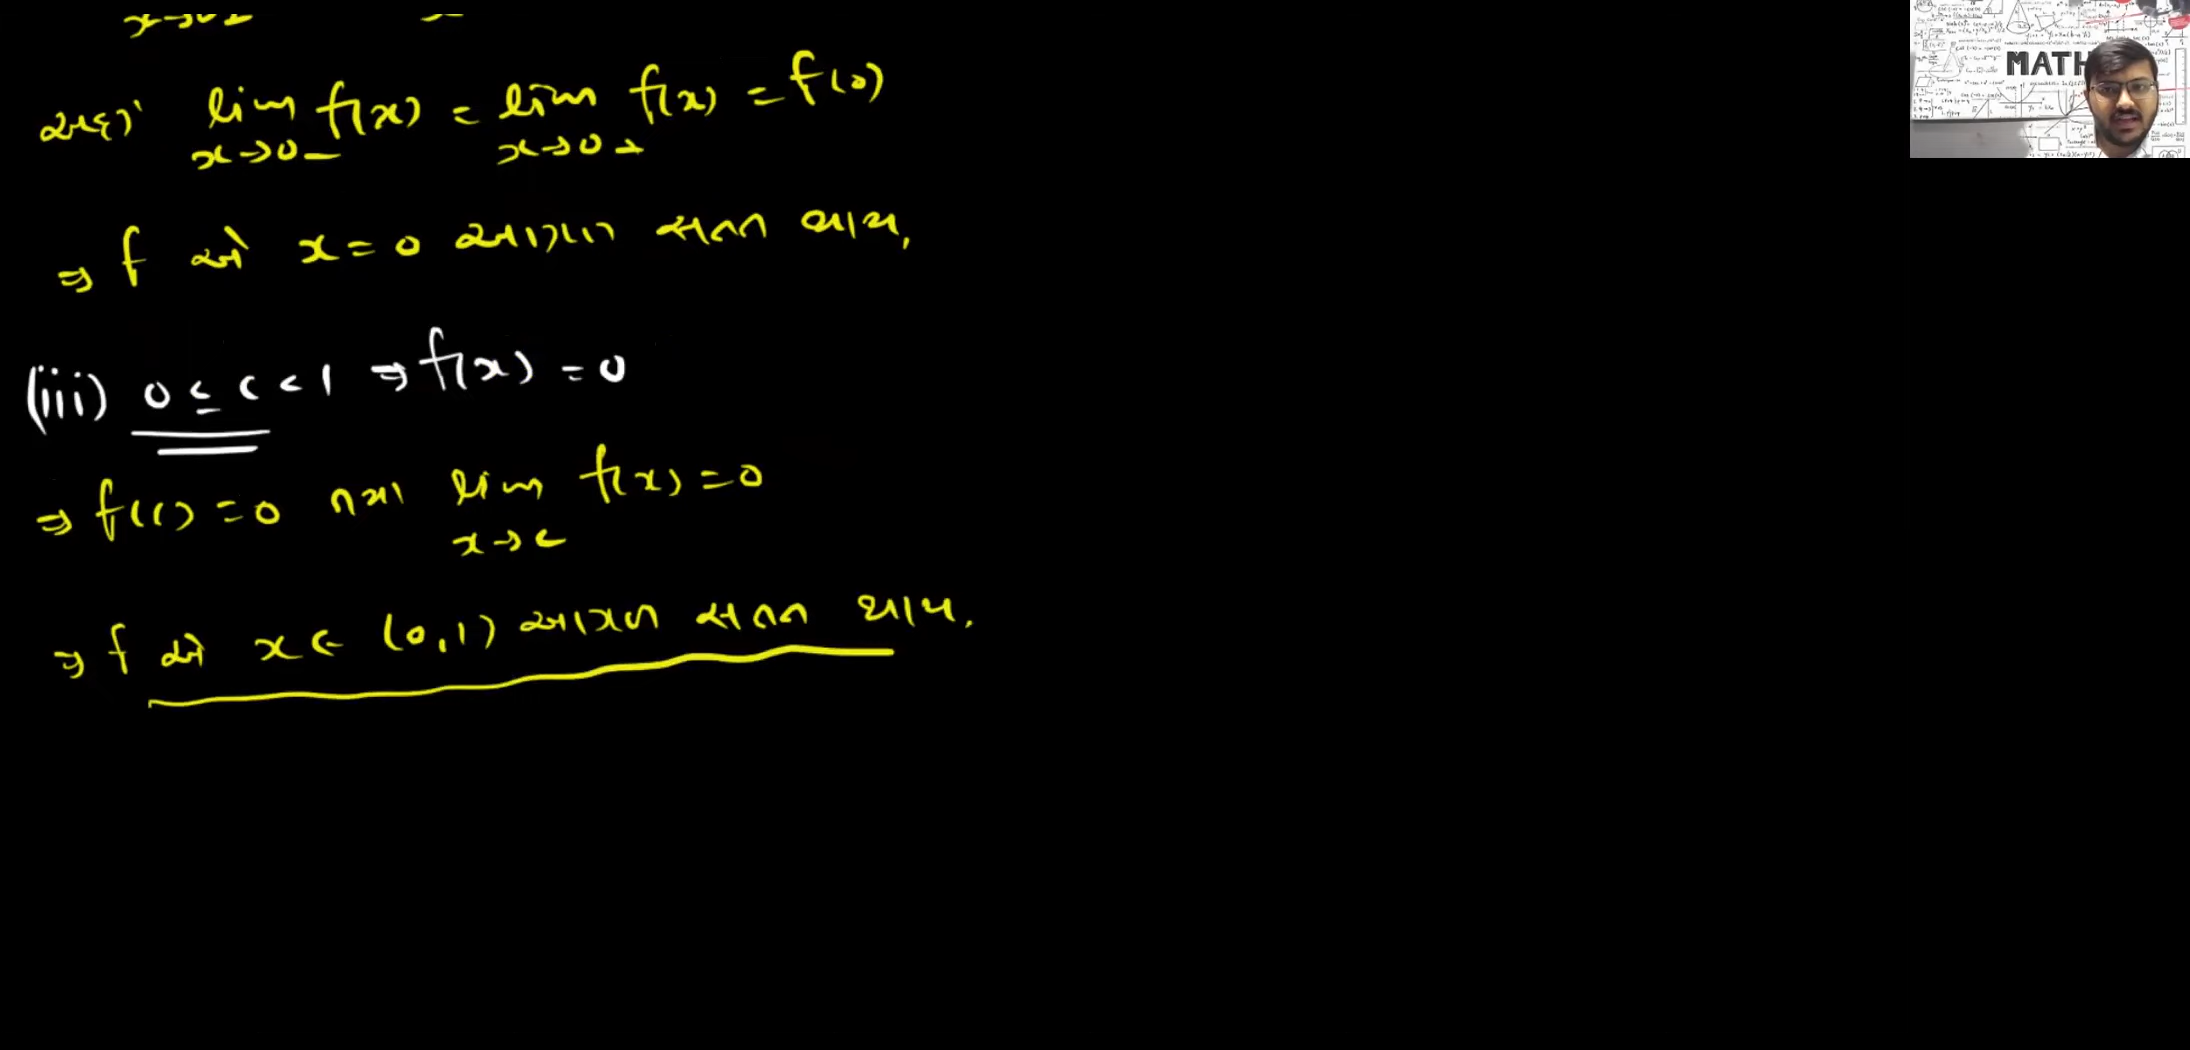 અહીં lim f(x) = lim f(x) = f(0)
x→0− x→0+
⇒ f એ x = 0 આગળ સતત થાય.
(iii) 0 ≤ c < 1 ⇒ f(x) = 0
⇒ f(c) = 0 તથા lim f(x) = 0
x→c
⇒ f એ x ∈ (0,1) આગળ સતત થાય.
MATH